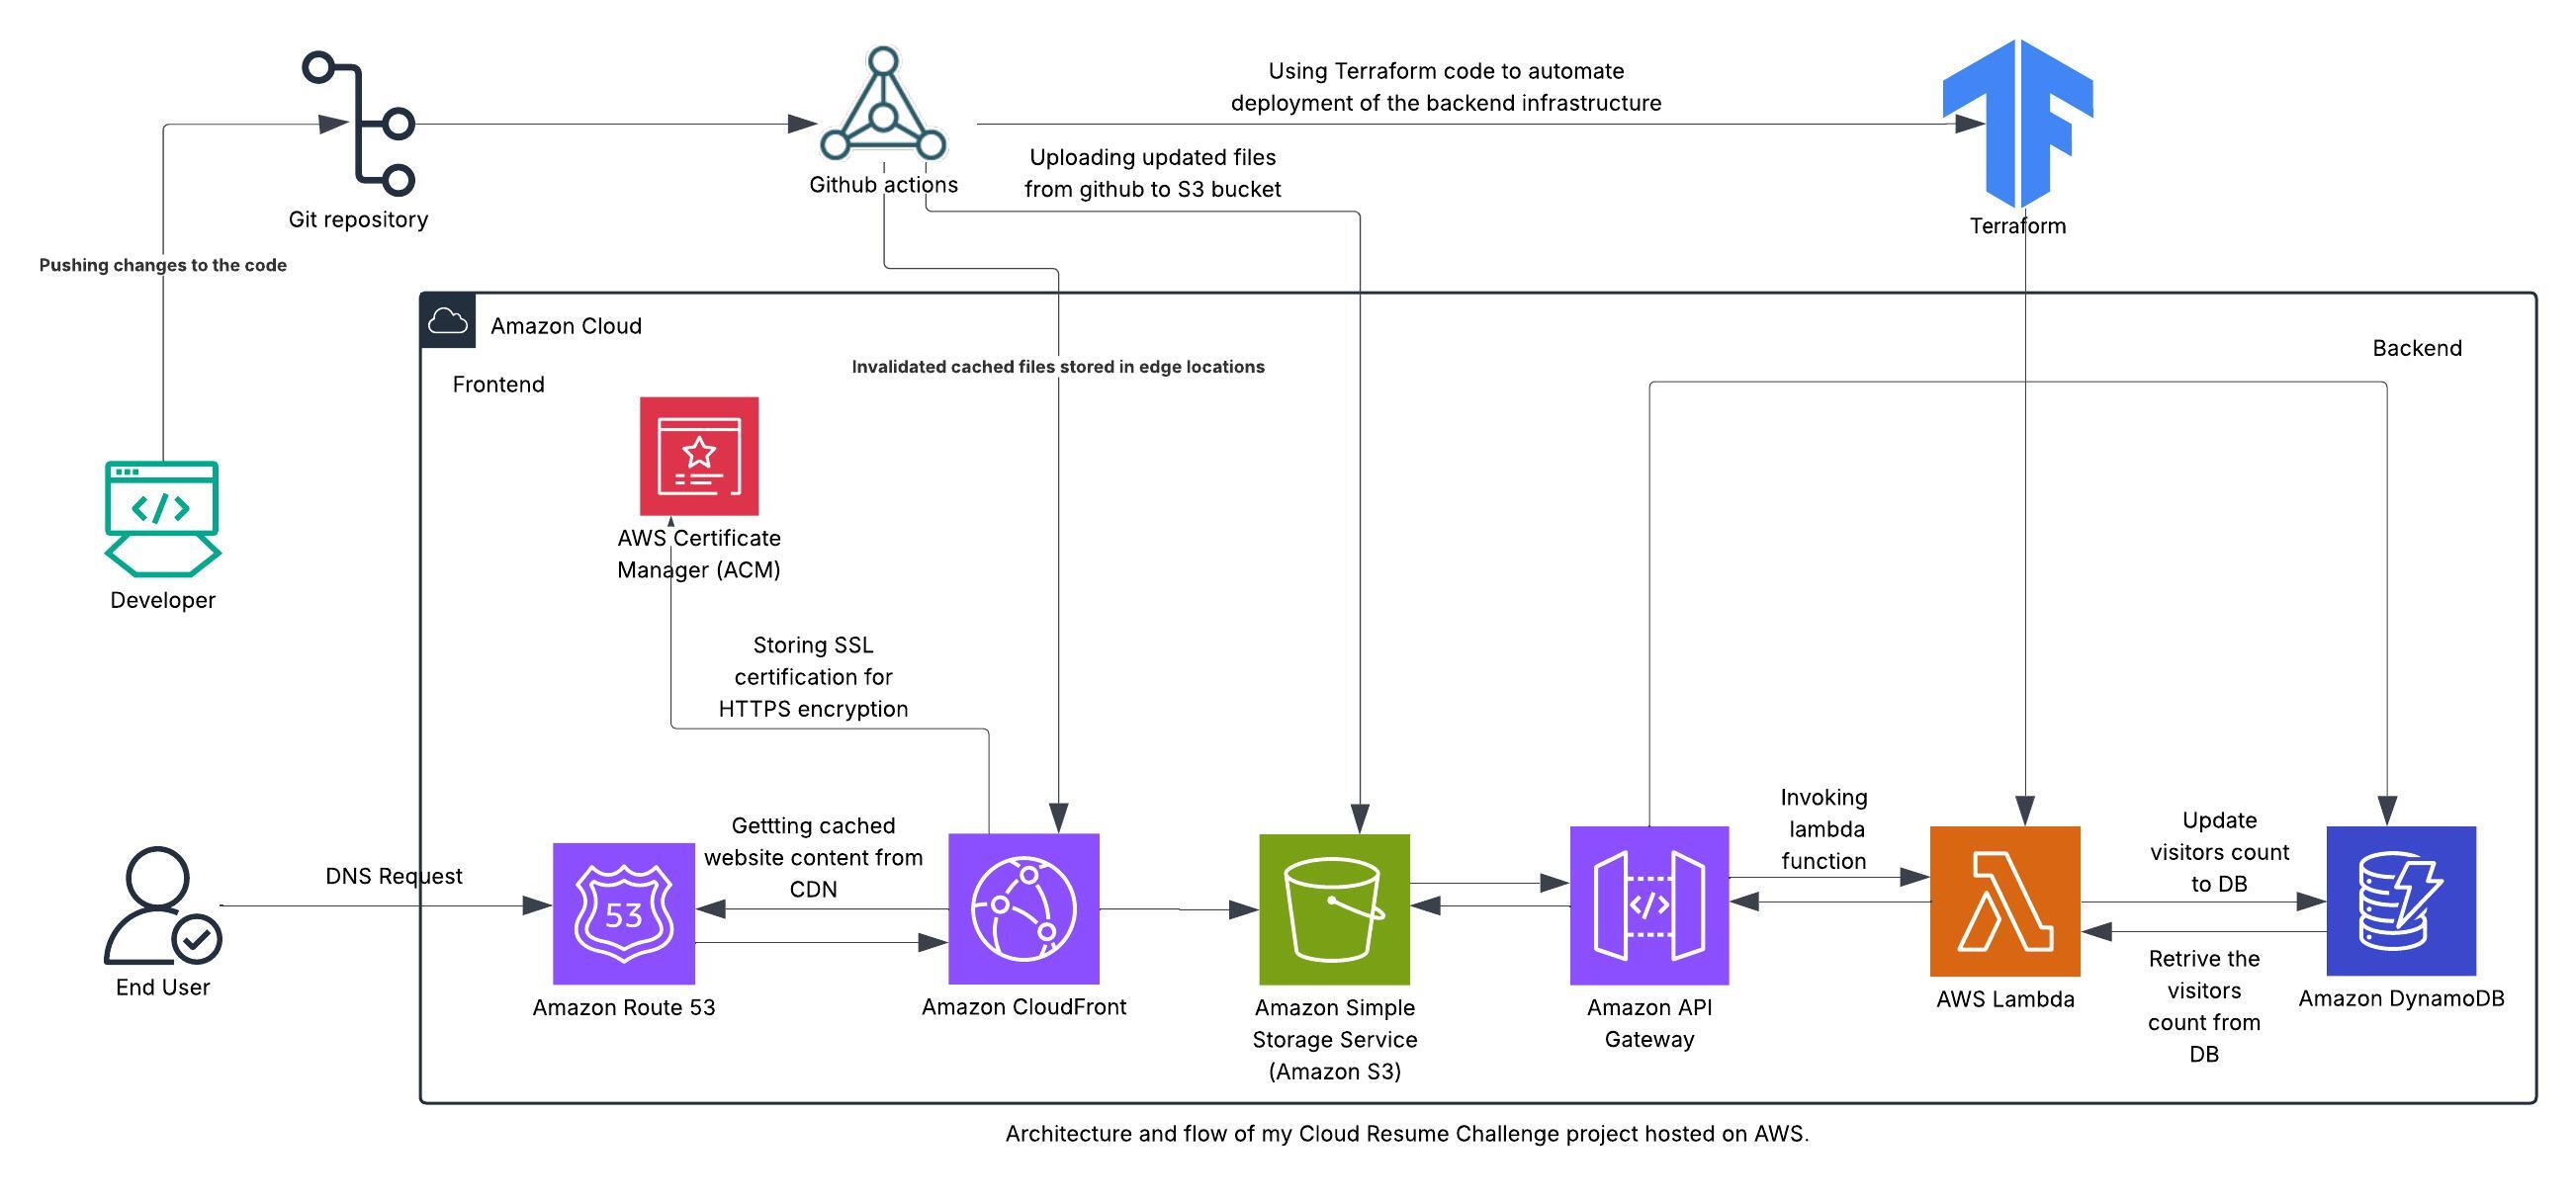 Using Terraform code to automate
deployment of the backend infrastructure
Uploading updated files
from github to S3 bucket
Github actions
Git repository
Terraform
Pushing changes to the code
Amazon Cloud
Backend
Invalidated cached files stored in edge locations
Frontend
AWS Certificate
Manager (ACM)
Developer
Storing SSL
certification for
HTTPS encryption
Invoking
lambda
function
Update
visitors count
to DB
Gettting cached
website content from
CDN
DNS Request
53
End User
Amazon Route 53
Amazon CloudFront
Amazon Simple
Storage Service
(Amazon S3)
Amazon API
Gateway
AWS Lambda
Retrive the
visitors
count from
DB
Amazon DynamoDB
Architecture and flow of my Cloud Resume Challenge project hosted on AWS.